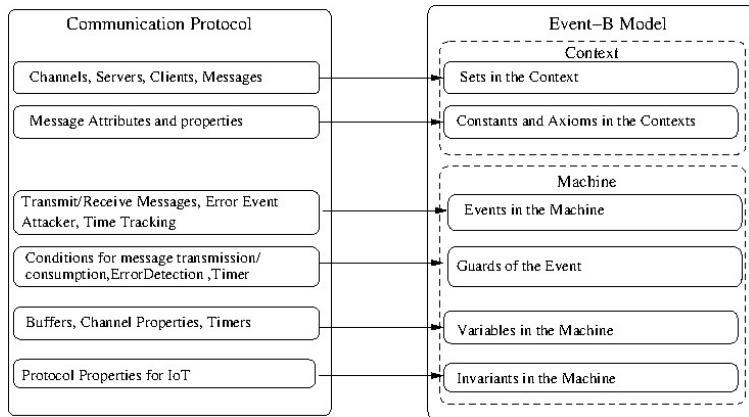 Communication Protocol
Channels, Servers, Clients, Messages
Message Attributes and properties
Transmit/Receive Messages, Error Event
Attacker, Time Tracking
Conditions for message transmission/
consumption,ErrorDetection ,Timer
Buffers, Channel Properties, Timers
Protocol Properties for IoT
Event–B Model
Context
Sets in the Context
Constants and Axioms in the Contexts
Machine
Events in the Machine
Guards of the Event
Variables in the Machine
Invariants in the Machine